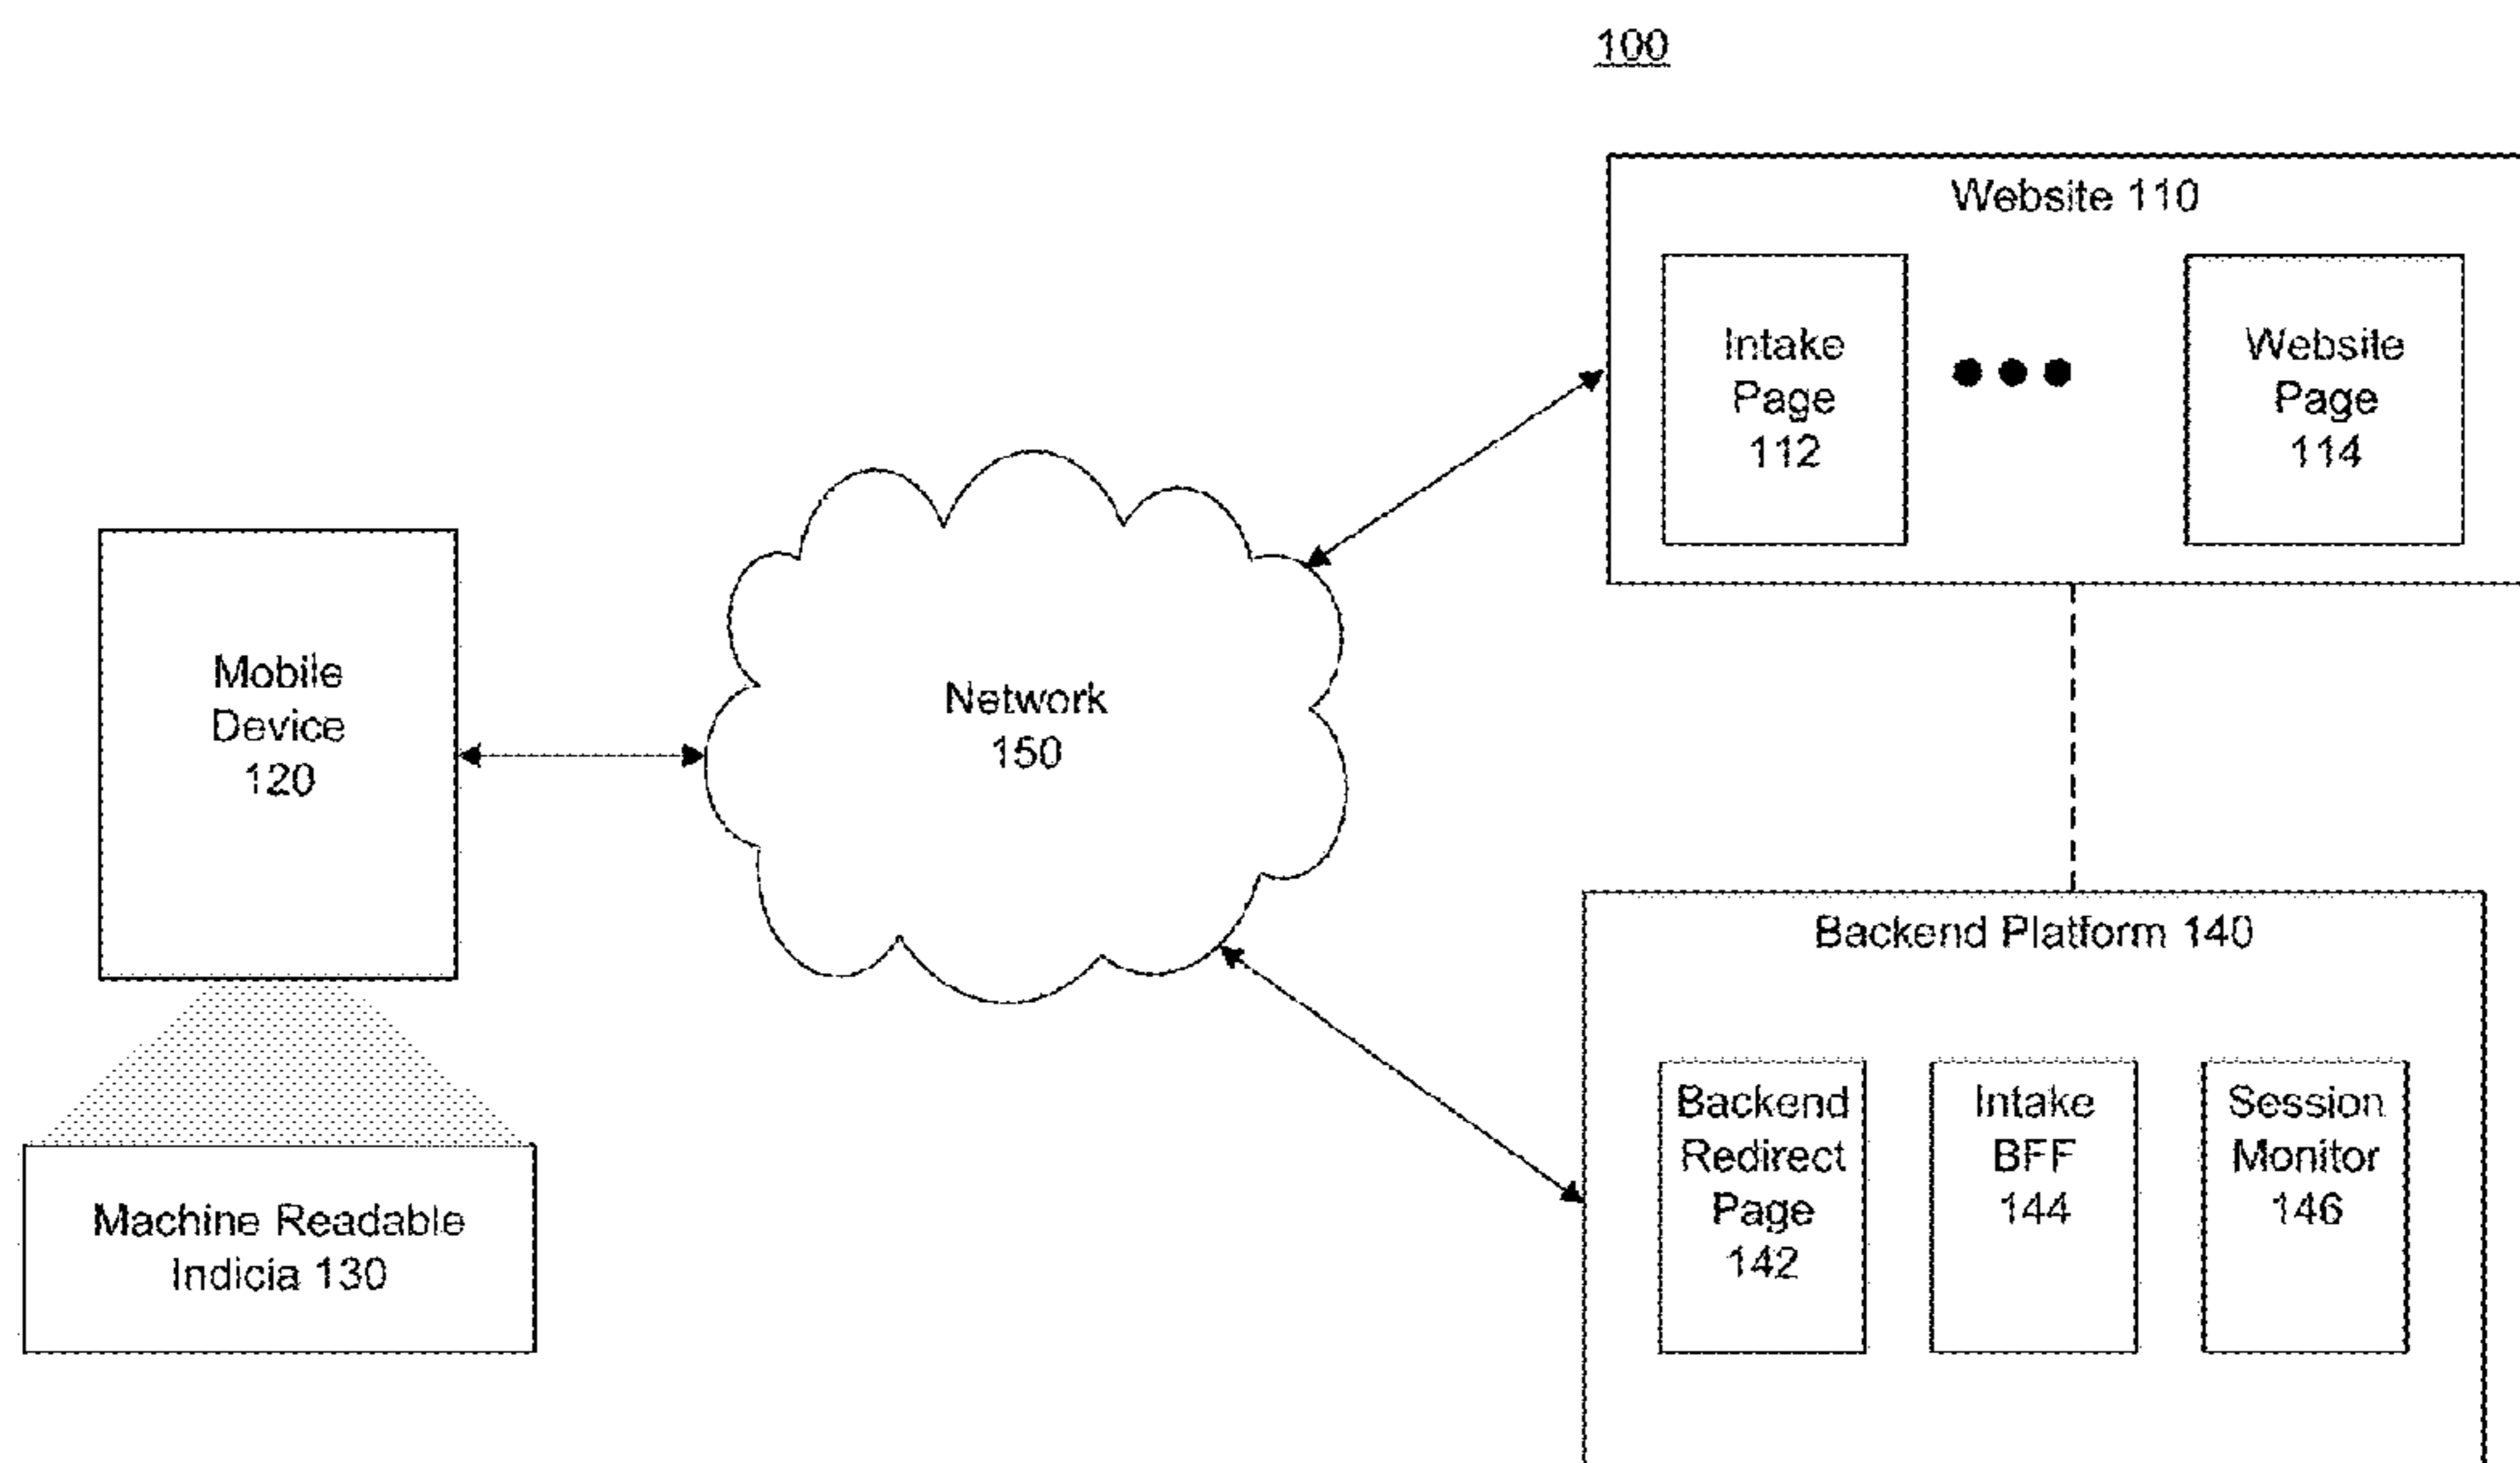 100
Website 110
Intake
Page
112
Website
Page
114
Mobile
Device
120
Network
150
Machine Readable
Indicia 130
Backend Platform 140
Backend
Redirect
Page
142
Intake
BFF
144
Session
Monitor
146